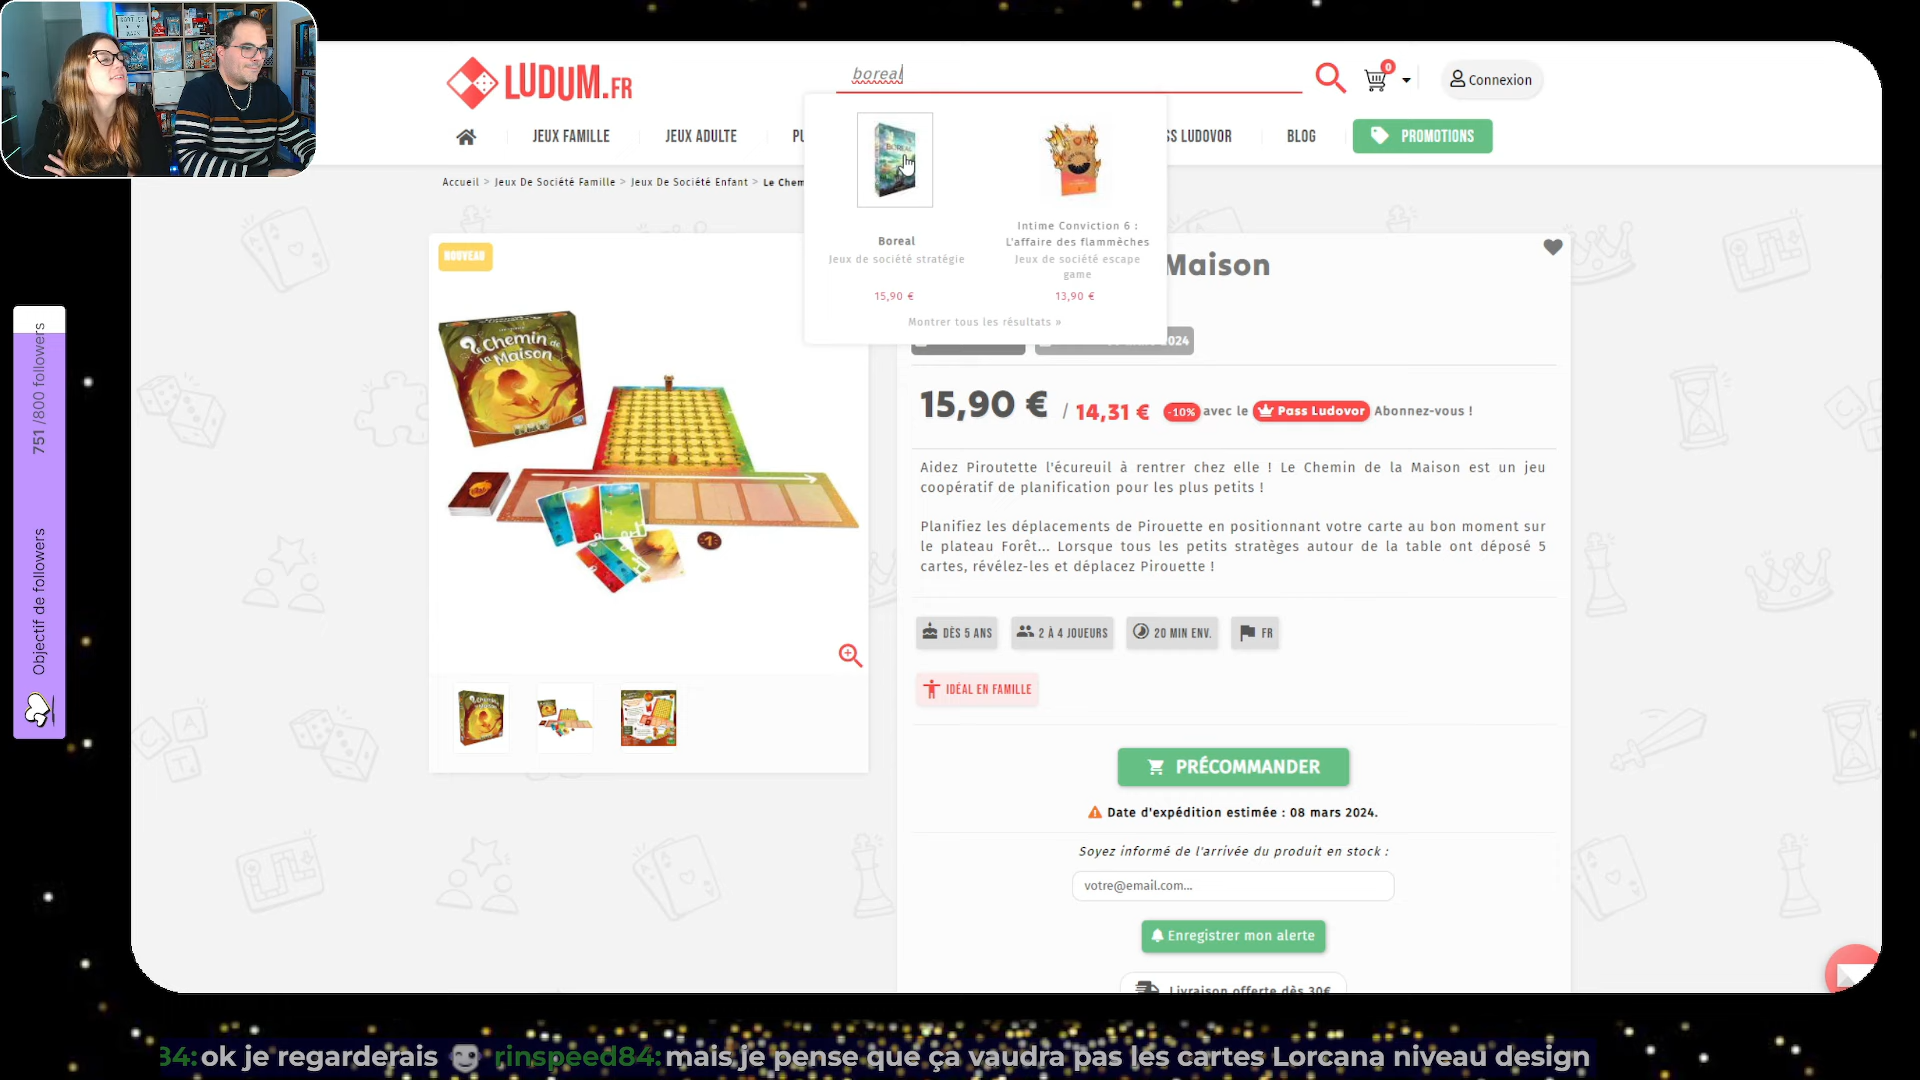 LUDUM.FR
boreal
0
Connexion
JEUX FAMILLE
JEUX ADULTE
PU
SS LUDOVOR
BLOG
PROMOTIONS
Accueil > Jeux De Société Famille > Jeux De Société Enfant > Le Chem
BOREAL
Boreal
Jeux de société stratégie
15,90 €
Intime Conviction 6 :
L'affaire des flammèches
Jeux de société escape
game
13,90 €
Montrer tous les résultats »
NOUVEAU
Maison
2024
Chemin de
la Maison
15,90 € / 14,31 € -10% avec le Pass Ludovor Abonnez-vous !
Aidez Piroutette l'écureuil à rentrer chez elle ! Le Chemin de la Maison est un jeu
coopératif de planification pour les plus petits !
Planifiez les déplacements de Pirouette en positionnant votre carte au bon moment sur
le plateau Forêt... Lorsque tous les petits stratèges autour de la table ont déposé 5
cartes, révélez-les et déplacez Pirouette !
DÈS 5 ANS
2 À 4 JOUEURS
20 MIN ENV.
FR
IDÉAL EN FAMILLE
PRÉCOMMANDER
Date d'expédition estimée : 08 mars 2024.
Soyez informé de l'arrivée du produit en stock :
votre@email.com...
Enregistrer mon alerte
Livraison offerte dès 30€
751 /800 followers
Objectif de followers
84: ok je regarderais rinspeed84: mais je pense que ça vaudra pas les cartes Lorcana niveau design